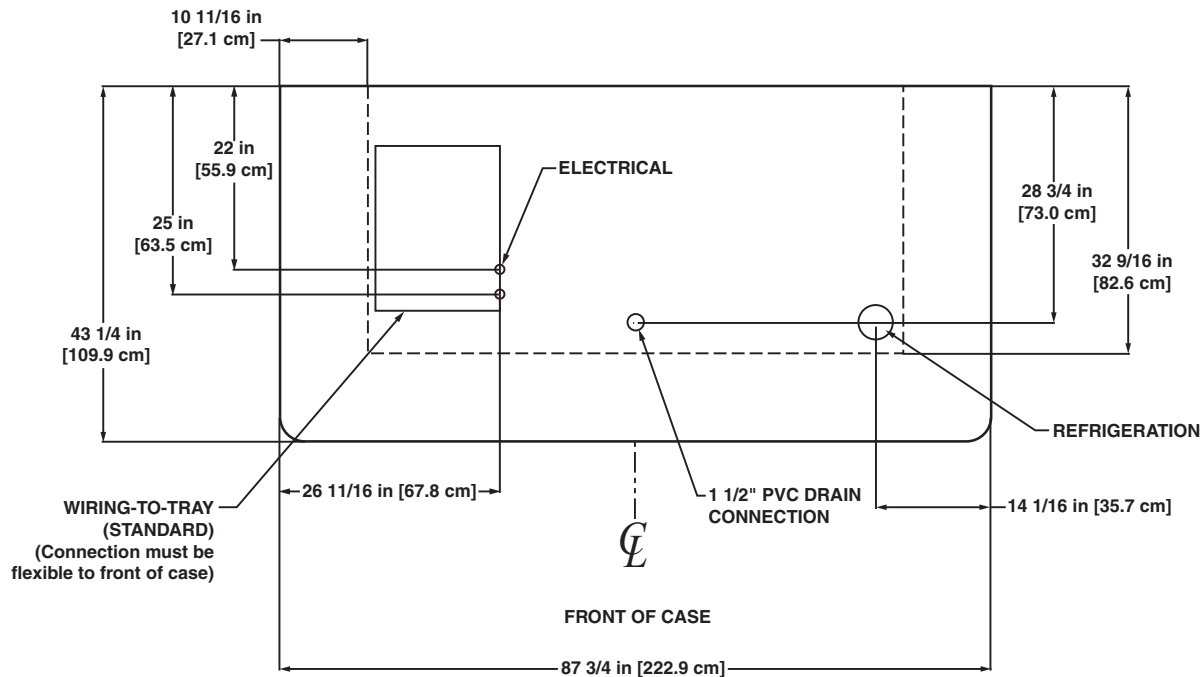 10 11/16 in
[27.1 cm]
22 in
[55.9 cm]
ELECTRICAL
28 3/4 in
[73.0 cm]
25 in
[63.5 cm]
32 9/16 in
[82.6 cm]
43 1/4 in
[109.9 cm]
REFRIGERATION
26 11/16 in [67.8 cm]
1 1/2" PVC DRAIN
CONNECTION
14 1/16 in [35.7 cm]
WIRING-TO-TRAY
(STANDARD)
(Connection must be
flexible to front of case)
℄
FRONT OF CASE
87 3/4 in [222.9 cm]